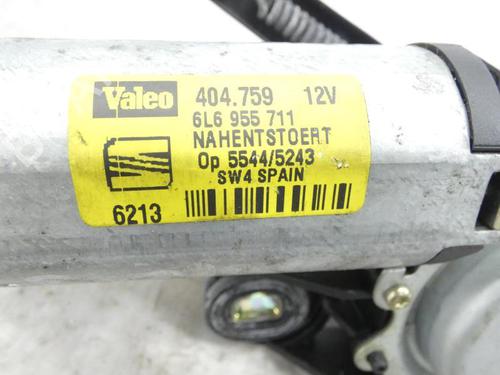 Valeo 404.759 12V
6L6 955 711
NAHENTSTOERT
Op 5544/5243
SW4 SPAIN
6213